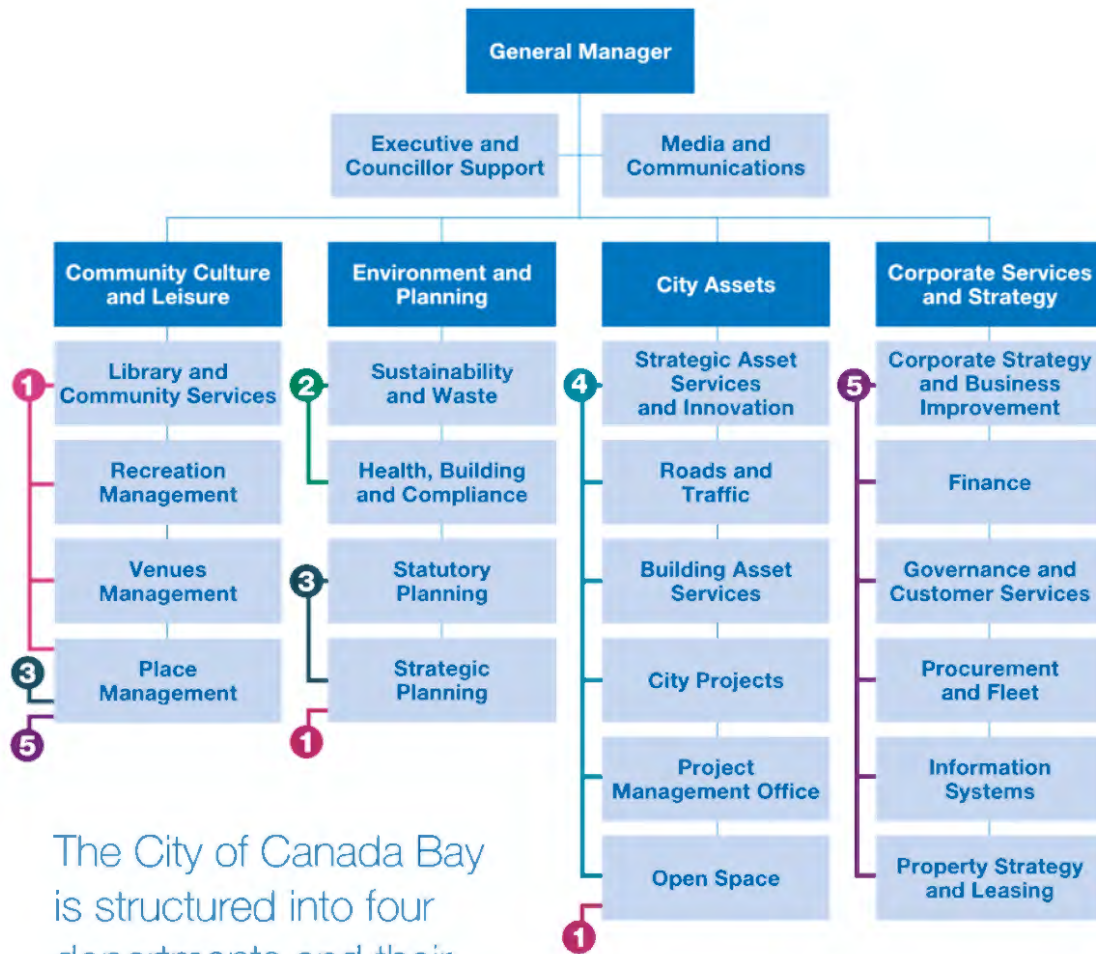 General Manager
Executive and
Councillor Support
Media and
Communications
Community Culture
and Leisure
Environment and
Planning
City Assets
Corporate Services
and Strategy
1
Library and
Community Services
Recreation
Management
Venues
Management
3
Place
Management
5
2
Sustainability
and Waste
Health, Building
and Compliance
3
Statutory
Planning
Strategic
Planning
1
4
Strategic Asset
Services
and Innovation
Roads and
Traffic
Building Asset
Services
City Projects
Project
Management Office
Open Space
1
5
Corporate Strategy
and Business
Improvement
Finance
Governance and
Customer Services
Procurement
and Fleet
Information
Systems
Property Strategy
and Leasing
The City of Canada Bay
is structured into four
departments and their